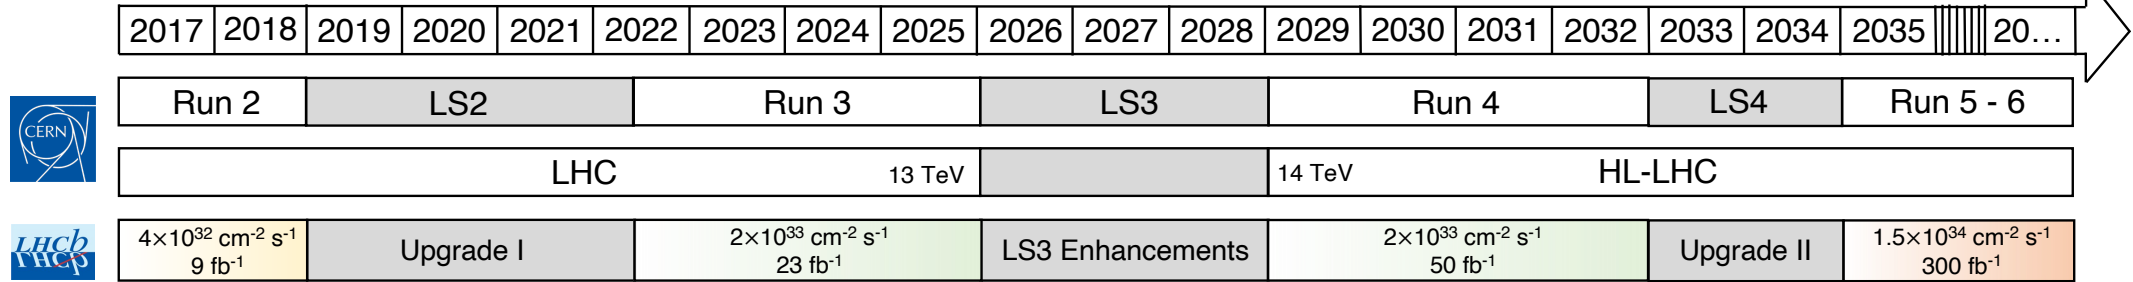 2017 2018 2019 2020 2021 2022 2023 2024 2025 2026 2027 2028 2029 2030 2031 2032 2033 2034 2035 20…
Run 2 LS2 Run 3 LS3 Run 4 LS4 Run 5 - 6
CERN
LHC 13 TeV 14 TeV HL-LHC
LHCb
4×10³² cm⁻² s⁻¹
9 fb⁻¹
Upgrade I
2×10³³ cm⁻² s⁻¹
23 fb⁻¹
LS3 Enhancements
2×10³³ cm⁻² s⁻¹
50 fb⁻¹
Upgrade II
1.5×10³⁴ cm⁻² s⁻¹
300 fb⁻¹